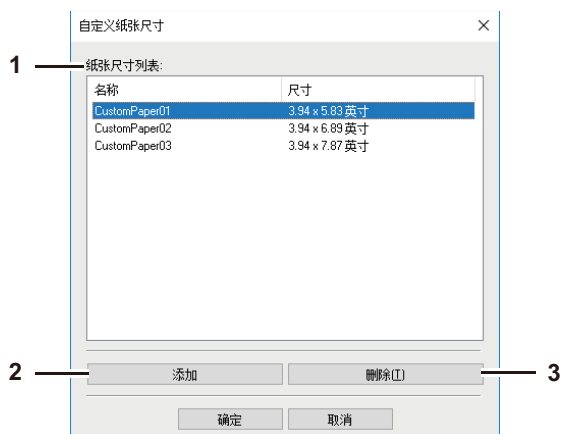 自定义纸张尺寸
1 纸张尺寸列表:
名称 尺寸
CustomPaper01 3.94 x 5.83 英寸
CustomPaper02 3.94 x 6.89 英寸
CustomPaper03 3.94 x 7.87 英寸
2 添加 删除(T) 3
确定 取消